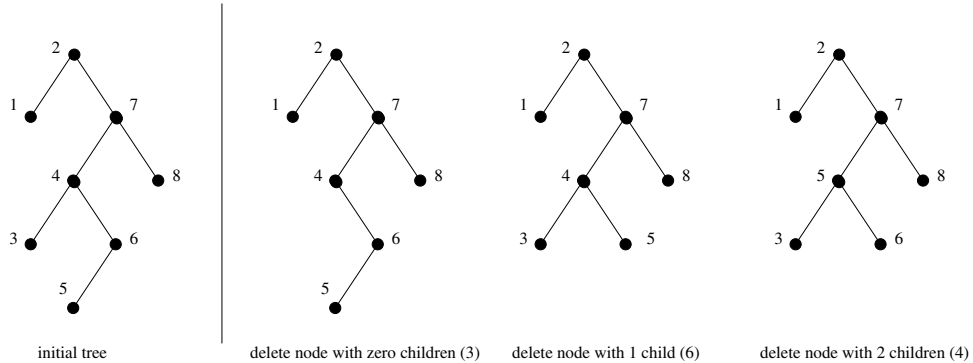 2 2 2 2
1 7 1 7 1 7 1 7
4 8 4 8 4 8 5 8
3 6 6 3 5 3 6
5 5
initial tree delete node with zero children (3) delete node with 1 child (6) delete node with 2 children (4)